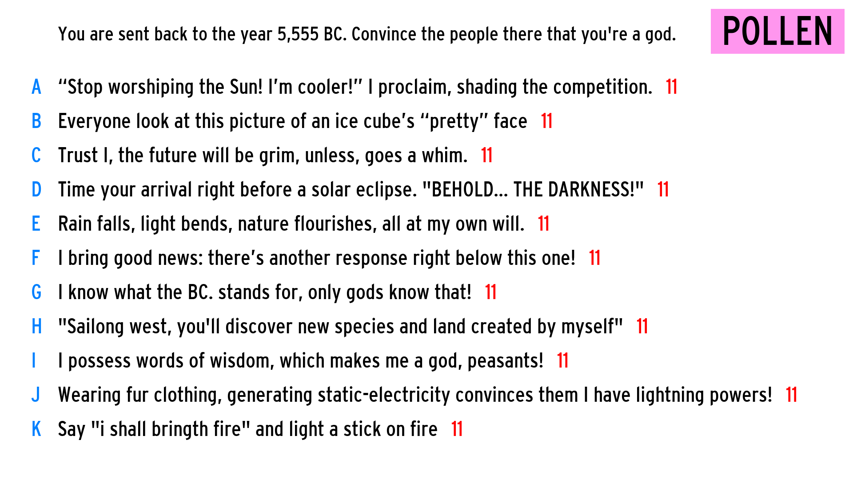 You are sent back to the year 5,555 BC. Convince the people there that you're a god.
POLLEN
A “Stop worshiping the Sun! I’m cooler!” I proclaim, shading the competition. 11
B Everyone look at this picture of an ice cube’s “pretty” face 11
C Trust I, the future will be grim, unless, goes a whim. 11
D Time your arrival right before a solar eclipse. "BEHOLD... THE DARKNESS!" 11
E Rain falls, light bends, nature flourishes, all at my own will. 11
F I bring good news: there’s another response right below this one! 11
G I know what the BC. stands for, only gods know that! 11
H "Sailong west, you'll discover new species and land created by myself" 11
I I possess words of wisdom, which makes me a god, peasants! 11
J Wearing fur clothing, generating static-electricity convinces them I have lightning powers! 11
K Say "i shall bringth fire" and light a stick on fire 11